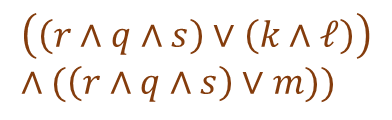 ((r ∧ q ∧ s) ∨ (k ∧ ℓ))
∧ ((r ∧ q ∧ s) ∨ m))